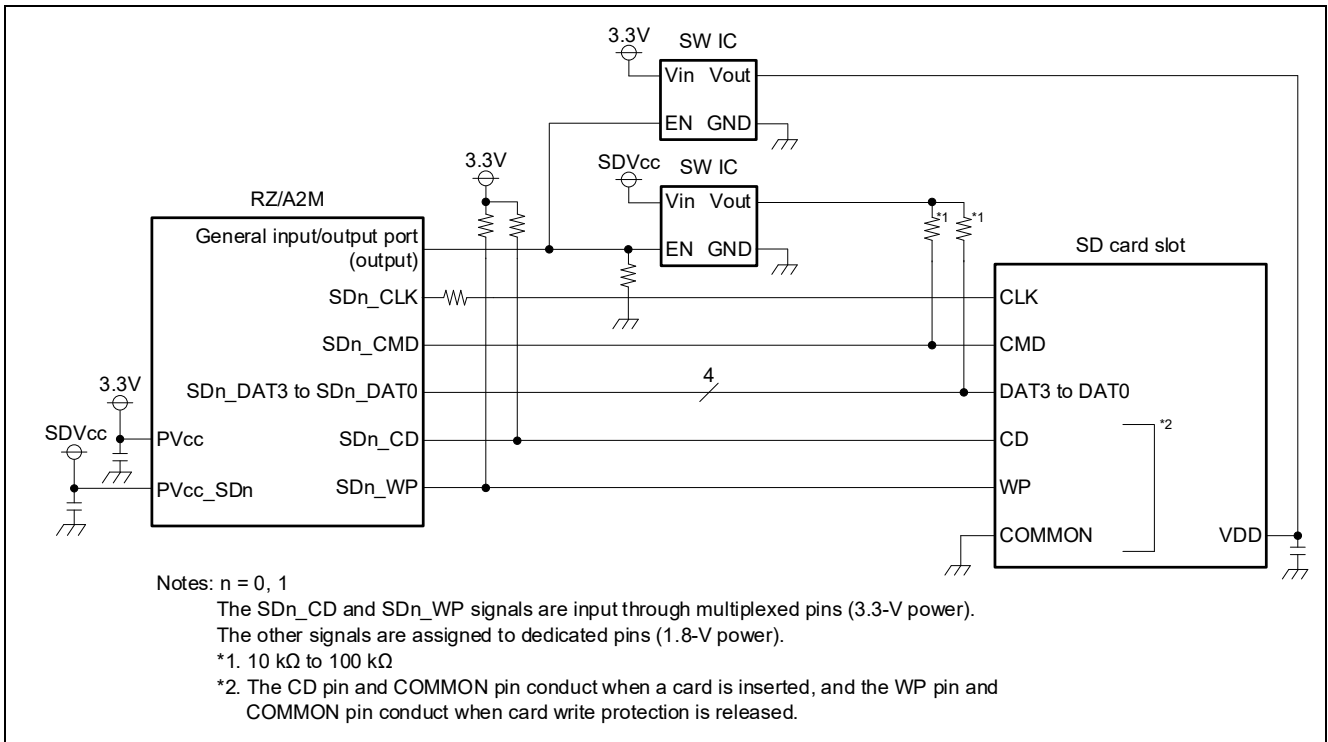 3.3V
SW IC
Vin Vout
EN GND
3.3V
SDVcc
SW IC
Vin Vout
EN GND
*1
*1
RZ/A2M
General input/output port
(output)
SDn_CLK
SDn_CMD
SDn_DAT3 to SDn_DAT0
SDn_CD
SDn_WP
3.3V
PVcc
SDVcc
PVcc_SDn
4
SD card slot
CLK
CMD
DAT3 to DAT0
CD
*2
WP
COMMON
VDD
Notes: n = 0, 1
The SDn_CD and SDn_WP signals are input through multiplexed pins (3.3-V power).
The other signals are assigned to dedicated pins (1.8-V power).
*1. 10 kΩ to 100 kΩ
*2. The CD pin and COMMON pin conduct when a card is inserted, and the WP pin and
COMMON pin conduct when card write protection is released.